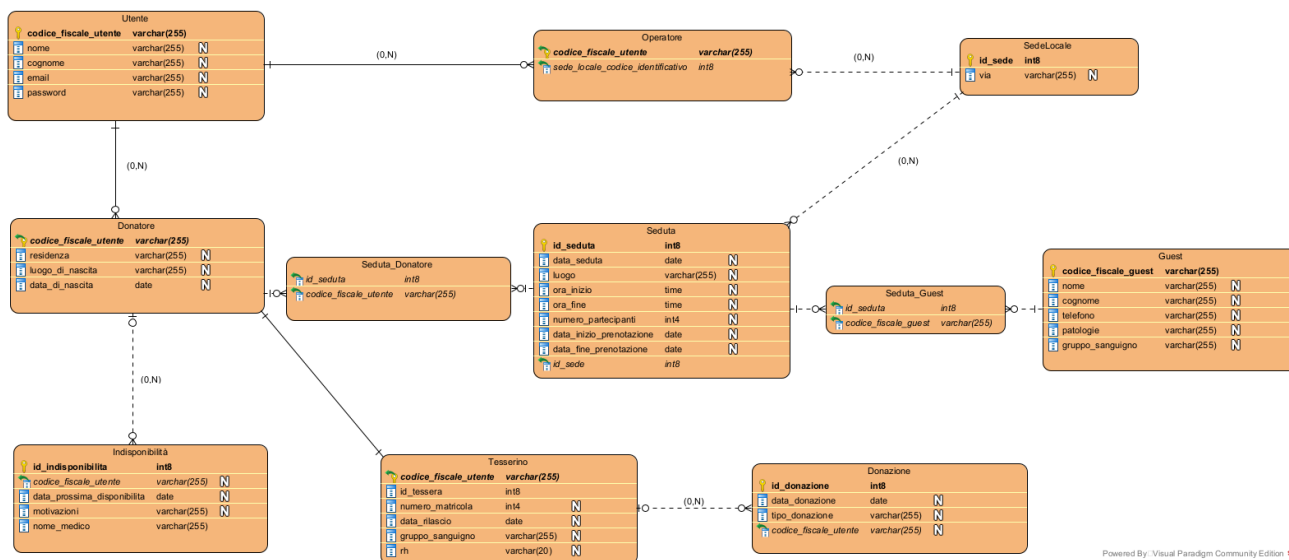 Utente
codice_fiscale_utente varchar(255)
nome varchar(255) N
cognome varchar(255) N
email varchar(255) N
password varchar(255) N
(0,N)
Operatore
codice_fiscale_utente varchar(255)
sede_locale_codice_identificativo int8
(0,N)
SedeLocale
id_sede int8
via varchar(255) N
(0,N)
(0,N)
Donatore
codice_fiscale_utente varchar(255)
residenza varchar(255) N
luogo_di_nascita varchar(255) N
data_di_nascita date N
Seduta_Donatore
id_seduta int8
codice_fiscale_utente varchar(255)
Seduta
id_seduta int8
data_seduta date N
luogo varchar(255) N
ora_inizio time N
ora_fine time N
numero_partecipanti int4 N
data_inizio_prenotazione date N
data_fine_prenotazione date N
id_sede int8
Seduta_Guest
id_seduta int8
codice_fiscale_guest varchar(255)
Guest
codice_fiscale_guest varchar(255)
nome varchar(255) N
cognome varchar(255) N
telefono varchar(255) N
patologie varchar(255) N
gruppo_sanguigno varchar(255) N
(0,N)
Indisponibilità
id_indisponibilita int8
codice_fiscale_utente varchar(255) N
data_prossima_disponibilita date N
motivazioni varchar(255) N
nome_medico varchar(255)
Tesserino
codice_fiscale_utente varchar(255)
id_tessera int8
numero_matricola int4 N
data_rilascio date N
gruppo_sanguigno varchar(255) N
rh varchar(20) N
(0,N)
Donazione
id_donazione int8
data_donazione date N
tipo_donazione varchar(255) N
codice_fiscale_utente varchar(255) N
Powered By: Visual Paradigm Community Edition